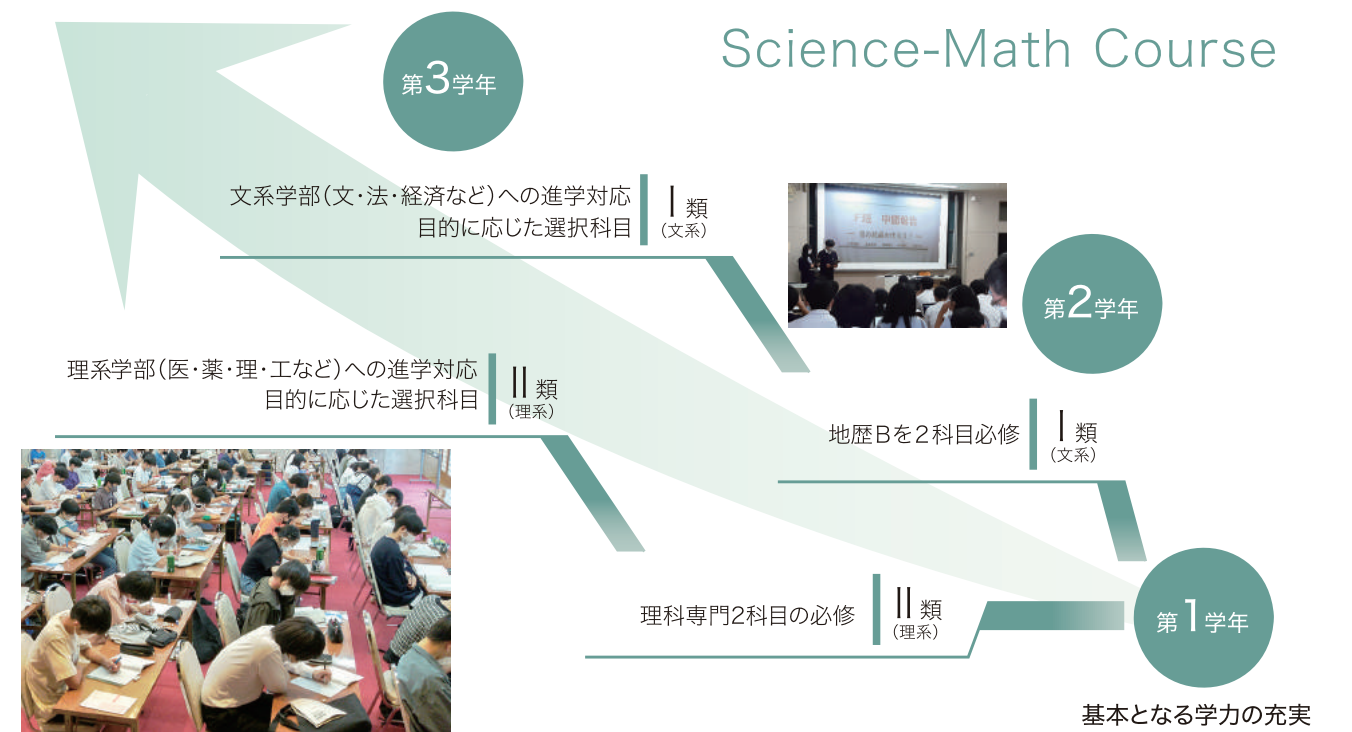 Science-Math Course
第3学年
文系学部（文・法・経済など）への進学対応
目的に応じた選択科目
Ⅰ類
（文系）
理系学部（医・薬・理・工など）への進学対応
目的に応じた選択科目
Ⅱ類
（理系）
第2学年
地歴Bを2科目必修
Ⅰ類
（文系）
理科専門2科目の必修
Ⅱ類
（理系）
第1学年
基本となる学力の充実